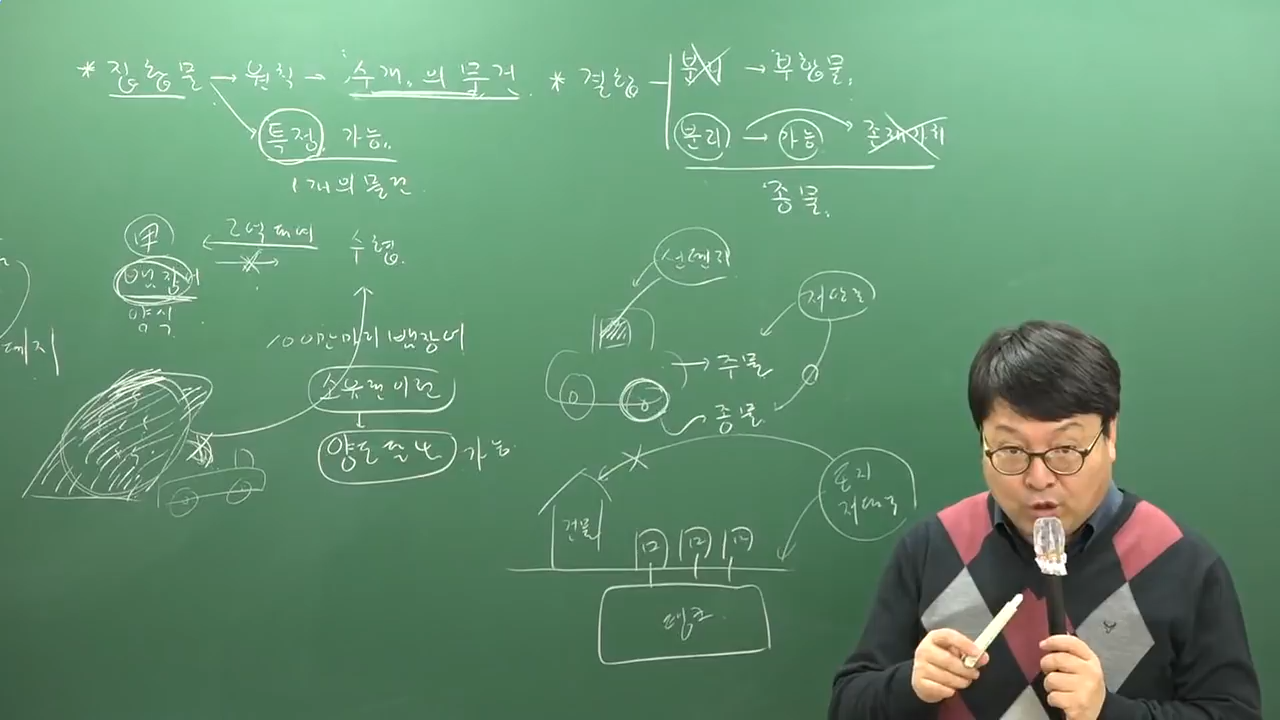 * 집합물 → 원칙 → 수개의 물건
특정 가능.
1개의 물건
甲
뱀장어
양식
2억 대여
수협
100만마리 뱀장어
소유권이전
양도담보 가능.
* 결합
분리 → 부합물.
분리 → 가능 존재가치
종물.
선팅지
저당권
→ 주물
종물
건물
토지
저당권
탱크
돼지